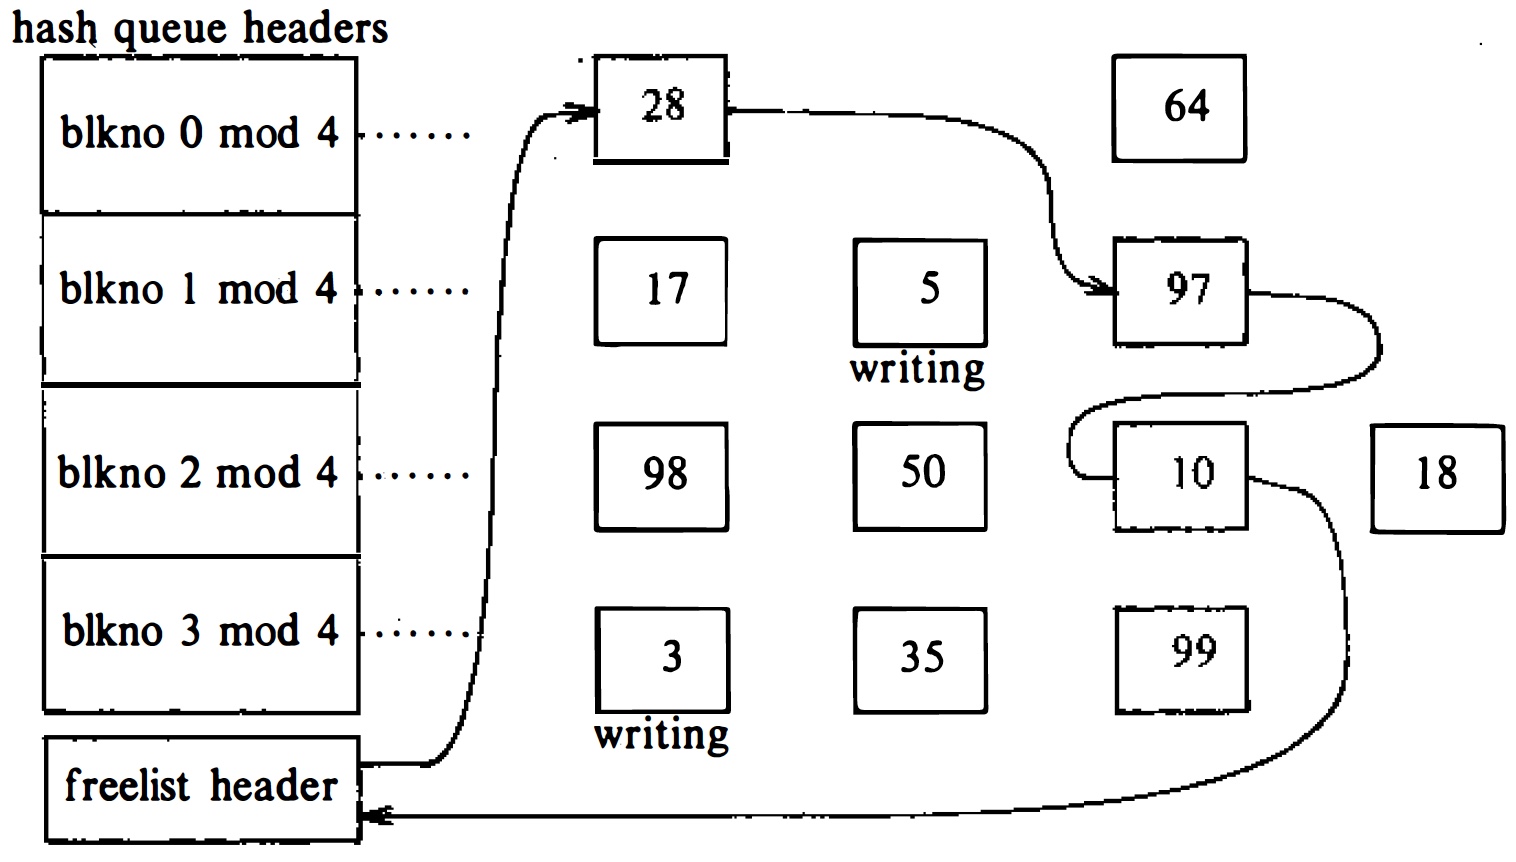 hash queue headers
blkno 0 mod 4 ...... 28 64
blkno 1 mod 4 ...... 17 5 97
writing
blkno 2 mod 4 ...... 98 50 10 18
blkno 3 mod 4 ...... 3 35 99
writing
freelist header